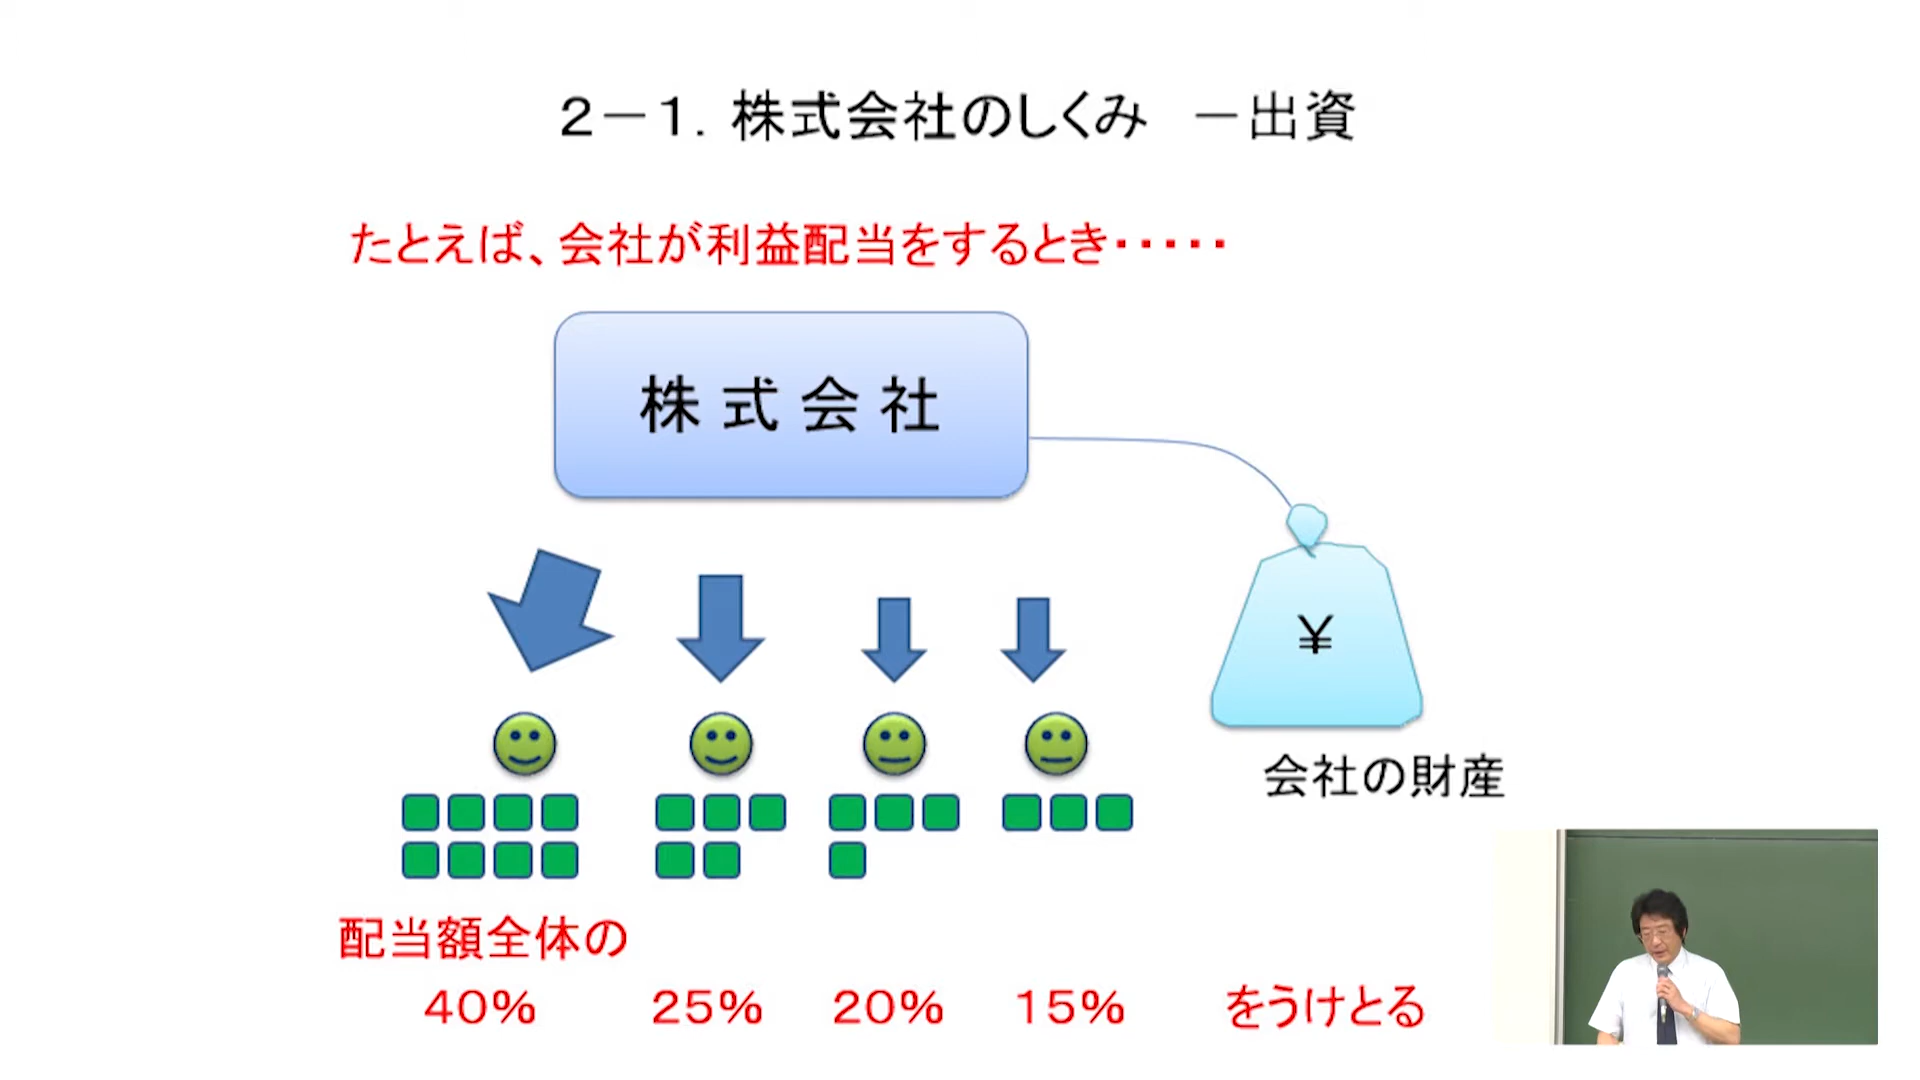 ２－１．株式会社のしくみ　－出資
たとえば、会社が利益配当をするとき・・・・・
株式会社
¥
会社の財産
配当額全体の
40%　25%　20%　15%　をうけとる